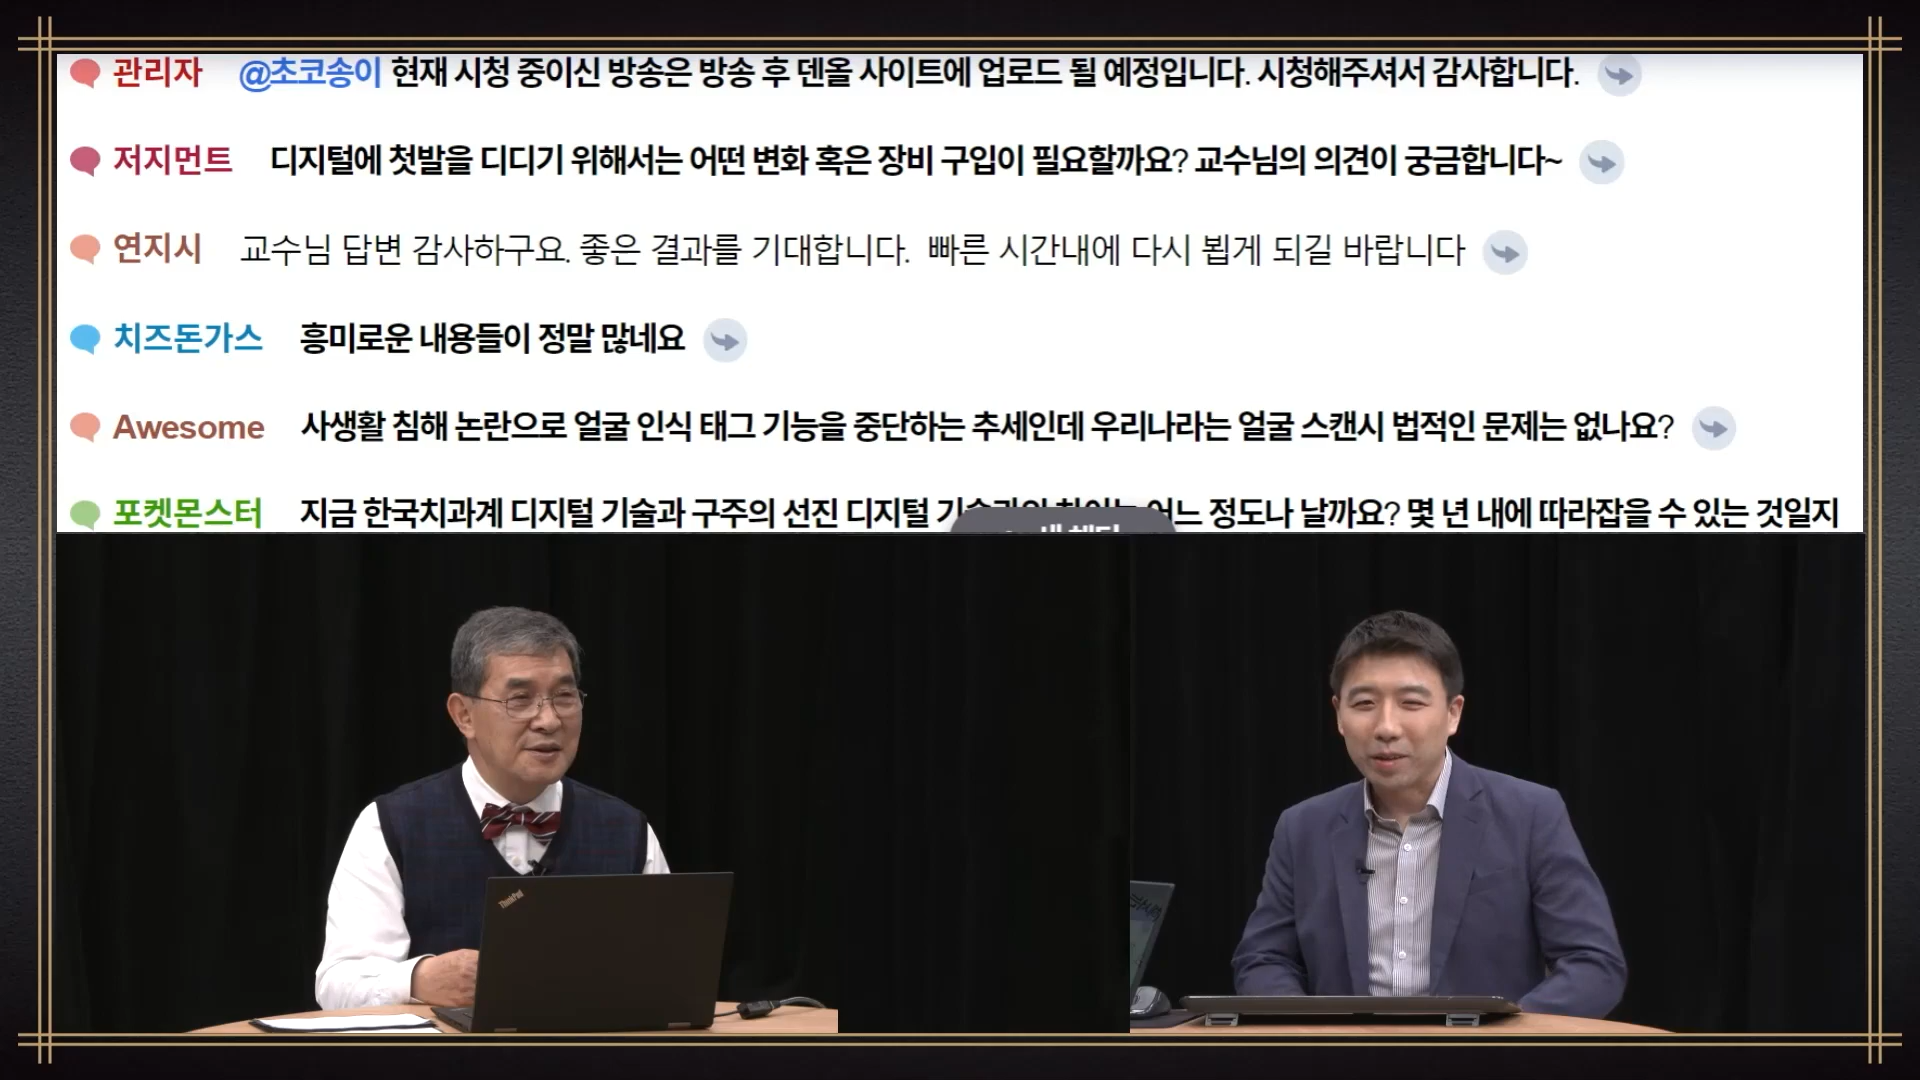 관리자 @초코송이 현재 시청 중이신 방송은 방송 후 덴올 사이트에 업로드 될 예정입니다. 시청해주셔서 감사합니다.
저지먼트 디지털에 첫발을 디디기 위해서는 어떤 변화 혹은 장비 구입이 필요할까요? 교수님의 의견이 궁금합니다~
연지시 교수님 답변 감사하구요. 좋은 결과를 기대합니다. 빠른 시간내에 다시 뵙게 되길 바랍니다
치즈돈가스 흥미로운 내용들이 정말 많네요
Awesome 사생활 침해 논란으로 얼굴 인식 태그 기능을 중단하는 추세인데 우리나라는 얼굴 스캔시 법적인 문제는 없나요?
포켓몬스터 지금 한국치과계 디지털 기술과 구주의 선진 디지털 어느 정도나 날까요? 몇 년 내에 따라잡을 수 있는 것일지
ThinkPad